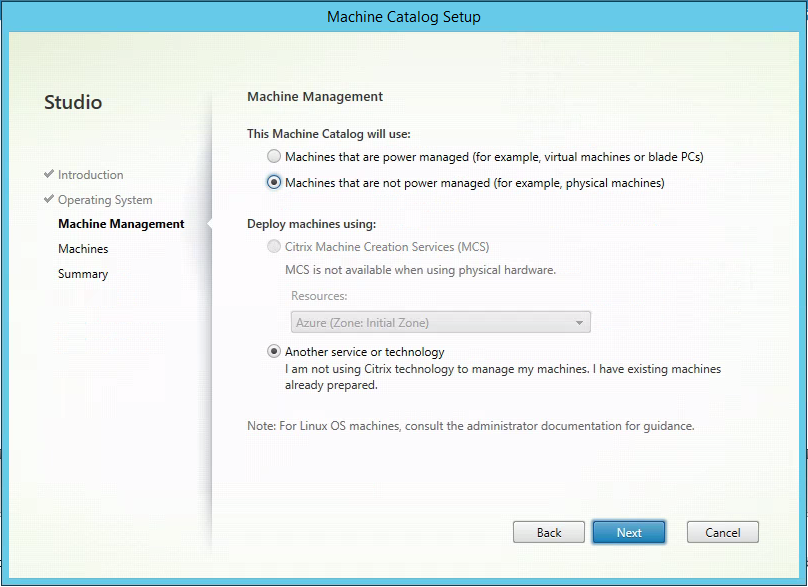 Machine Catalog Setup
Studio
Introduction
Operating System
Machine Management
Machines
Summary
Machine Management
This Machine Catalog will use:
Machines that are power managed (for example, virtual machines or blade PCs)
Machines that are not power managed (for example, physical machines)
Deploy machines using:
Citrix Machine Creation Services (MCS)
MCS is not available when using physical hardware.
Resources:
Azure (Zone: Initial Zone)
Another service or technology
I am not using Citrix technology to manage my machines. I have existing machines
already prepared.
Note: For Linux OS machines, consult the administrator documentation for guidance.
Back
Next
Cancel